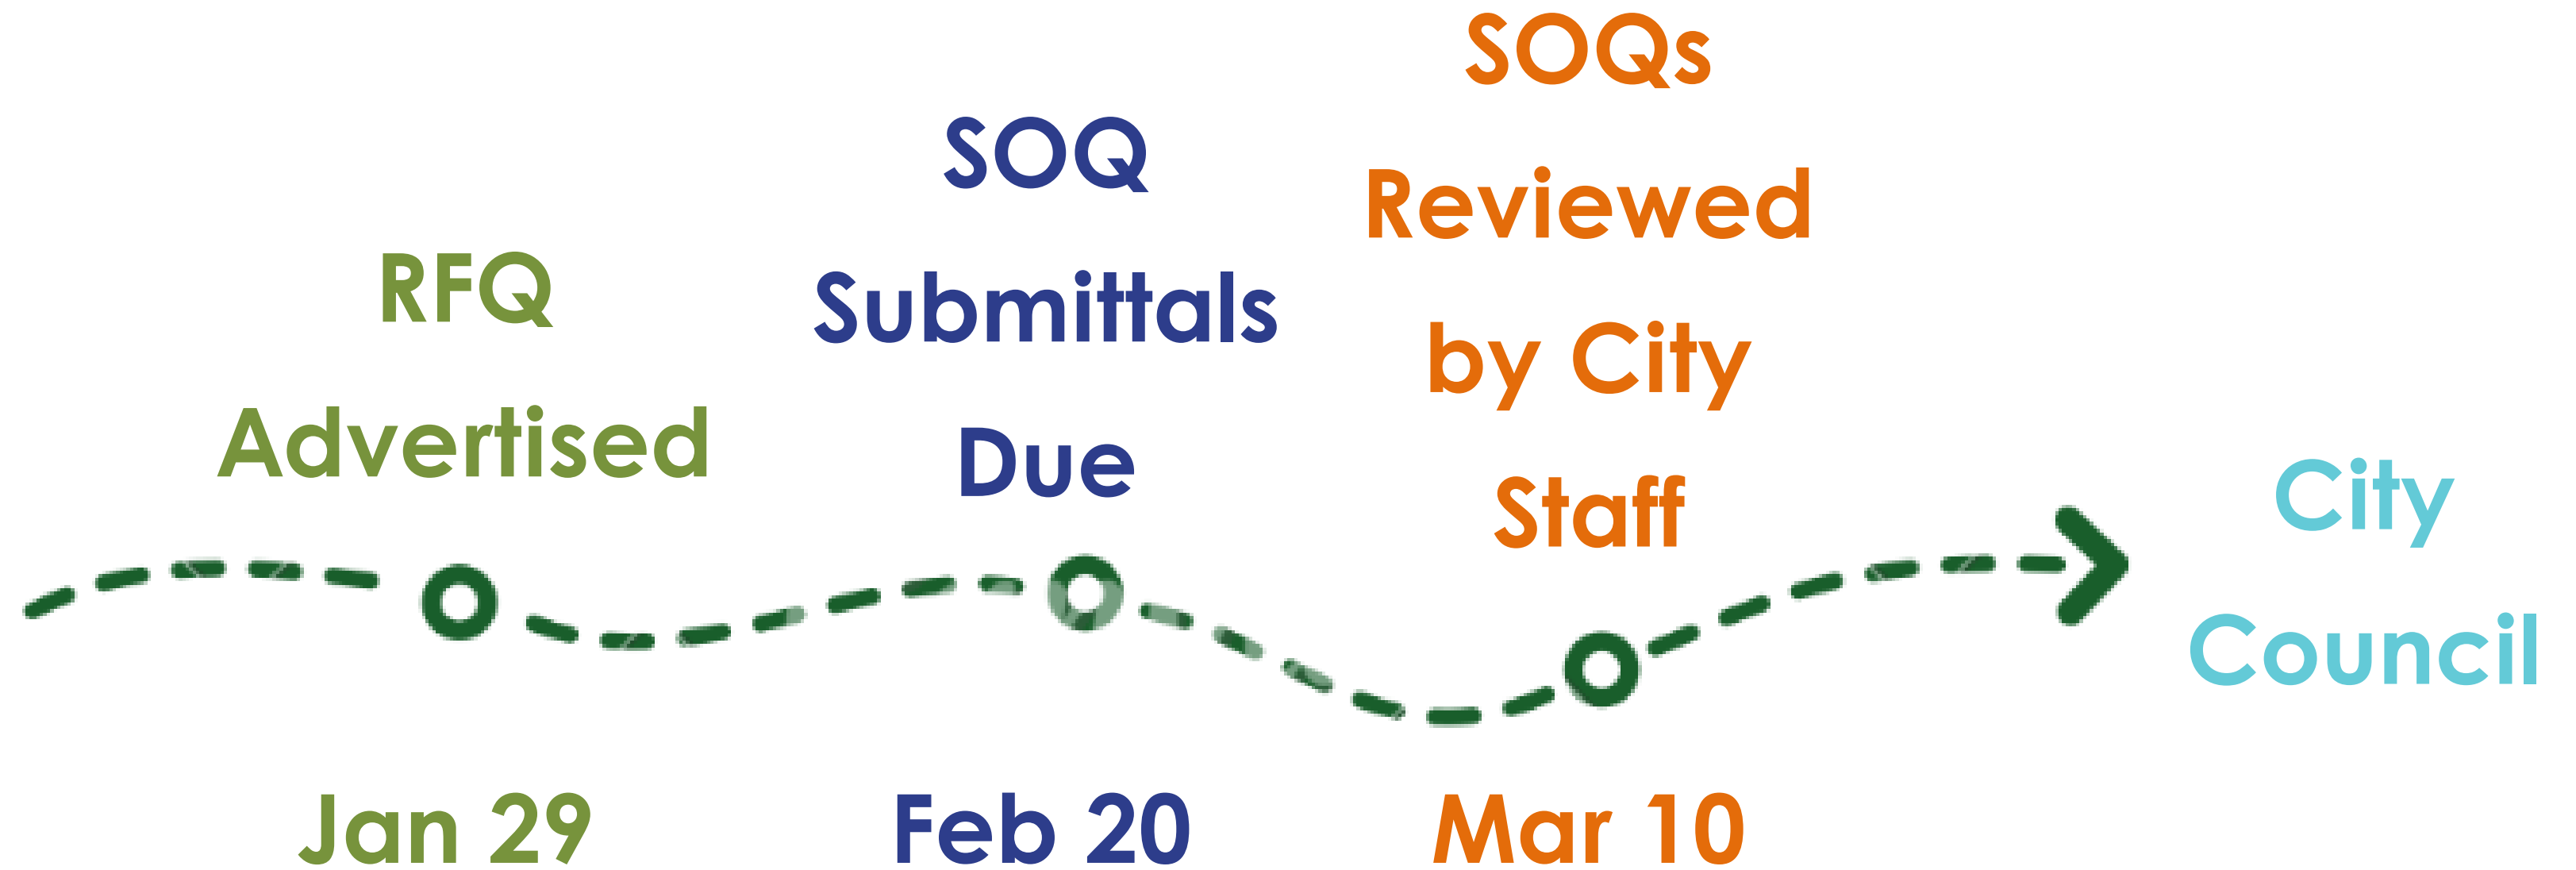 RFQ
Advertised
Jan 29
SOQ
Submittals
Due
Feb 20
SOQs
Reviewed
by City
Staff
Mar 10
City
Council